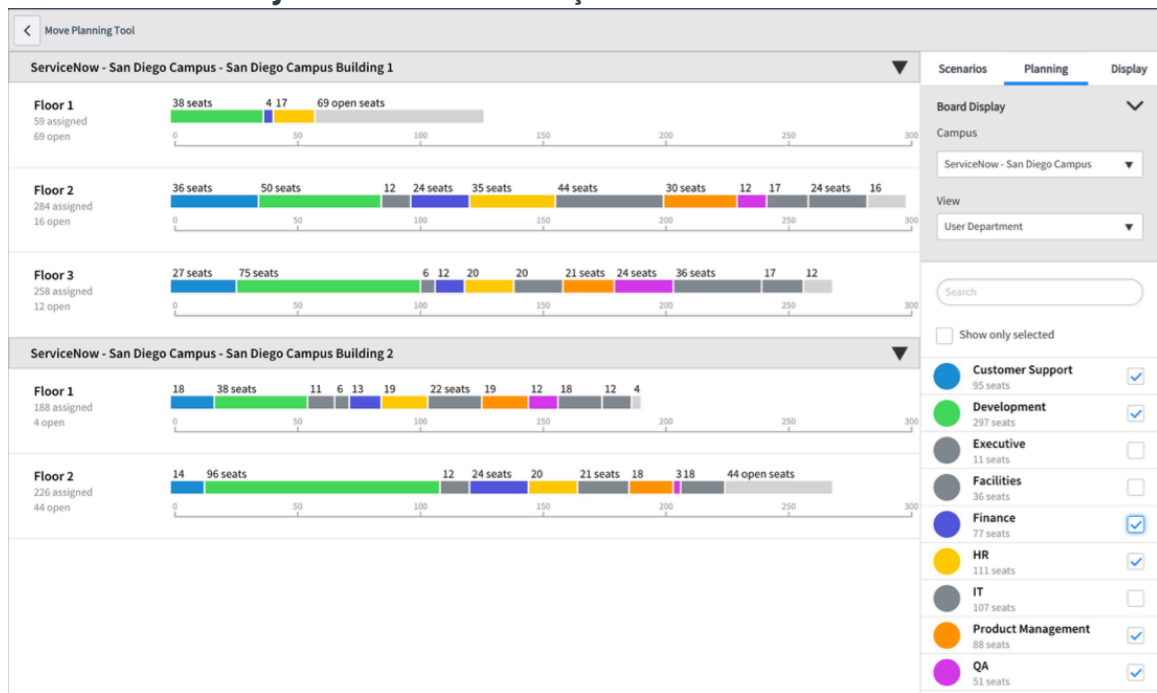 Move Planning Tool
ServiceNow - San Diego Campus - San Diego Campus Building 1
Floor 1
59 assigned
69 open
38 seats 4 17 69 open seats
0 50 100 150 200 250 300
Floor 2
284 assigned
16 open
36 seats 50 seats 12 24 seats 35 seats 44 seats 30 seats 12 17 24 seats 16
0 50 100 150 200 250 300
Floor 3
258 assigned
12 open
27 seats 75 seats 6 12 20 20 21 seats 24 seats 36 seats 17 12
0 50 100 150 200 250 300
ServiceNow - San Diego Campus - San Diego Campus Building 2
Floor 1
188 assigned
4 open
18 38 seats 11 6 13 19 22 seats 19 12 18 12 4
0 50 100 150 200 250 300
Floor 2
226 assigned
44 open
14 96 seats 12 24 seats 20 21 seats 18 3 18 44 open seats
0 50 100 150 200 250 300
Scenarios Planning Display
Board Display
Campus
ServiceNow - San Diego Campus
View
User Department
Search
Show only selected
Customer Support
95 seats
Development
297 seats
Executive
11 seats
Facilities
36 seats
Finance
77 seats
HR
111 seats
IT
107 seats
Product Management
88 seats
QA
51 seats